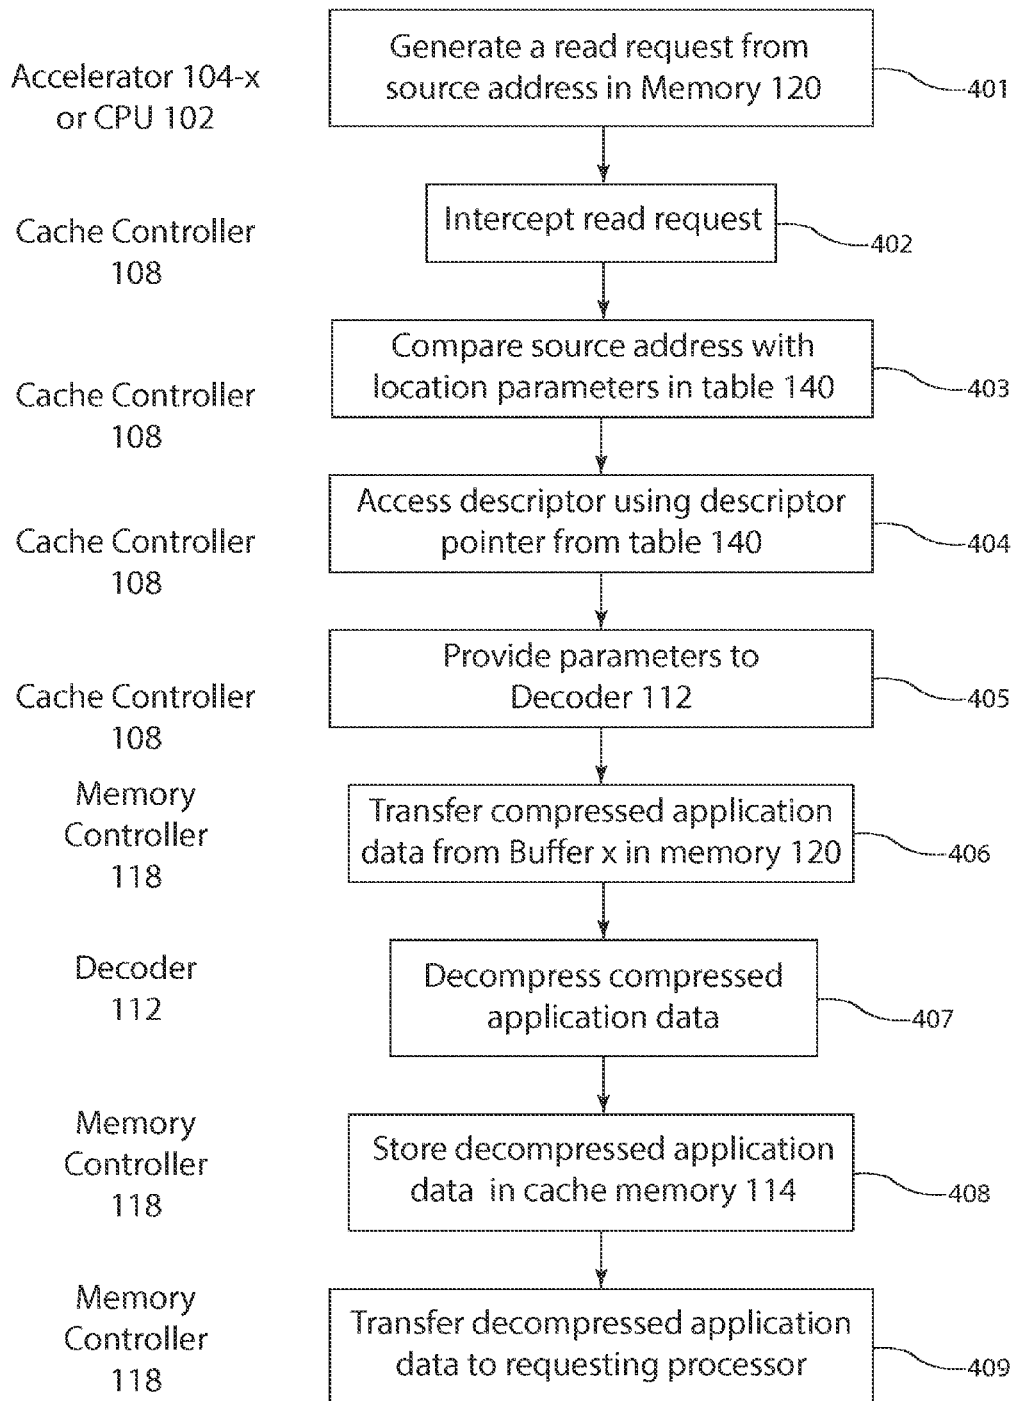 Accelerator 104-x
or CPU 102
Generate a read request from
source address in Memory 120
401
Cache Controller
108
Intercept read request
402
Cache Controller
108
Compare source address with
location parameters in table 140
403
Cache Controller
108
Access descriptor using descriptor
pointer from table 140
404
Cache Controller
108
Provide parameters to
Decoder 112
405
Memory
Controller
118
Transfer compressed application
data from Buffer x in memory 120
406
Decoder
112
Decompress compressed
application data
407
Memory
Controller
118
Store decompressed application
data in cache memory 114
408
Memory
Controller
118
Transfer decompressed application
data to requesting processor
409